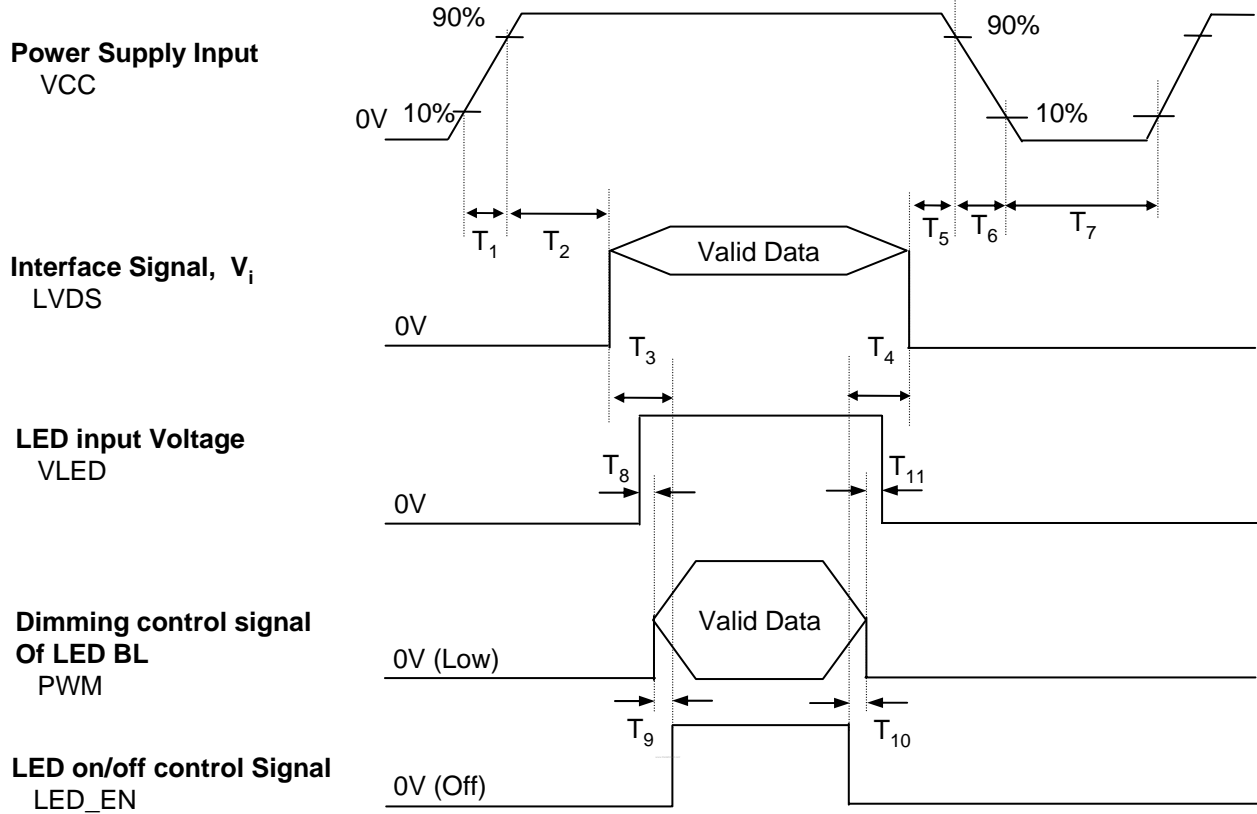 90%
90%
Power Supply Input
VCC
0V 10%
10%
T1
T2
T5
T6
T7
Interface Signal, Vi
LVDS
Valid Data
0V
T3
T4
LED input Voltage
VLED
T8
T11
0V
Dimming control signal
Of LED BL
PWM
Valid Data
0V (Low)
T9
T10
LED on/off control Signal
LED_EN
0V (Off)